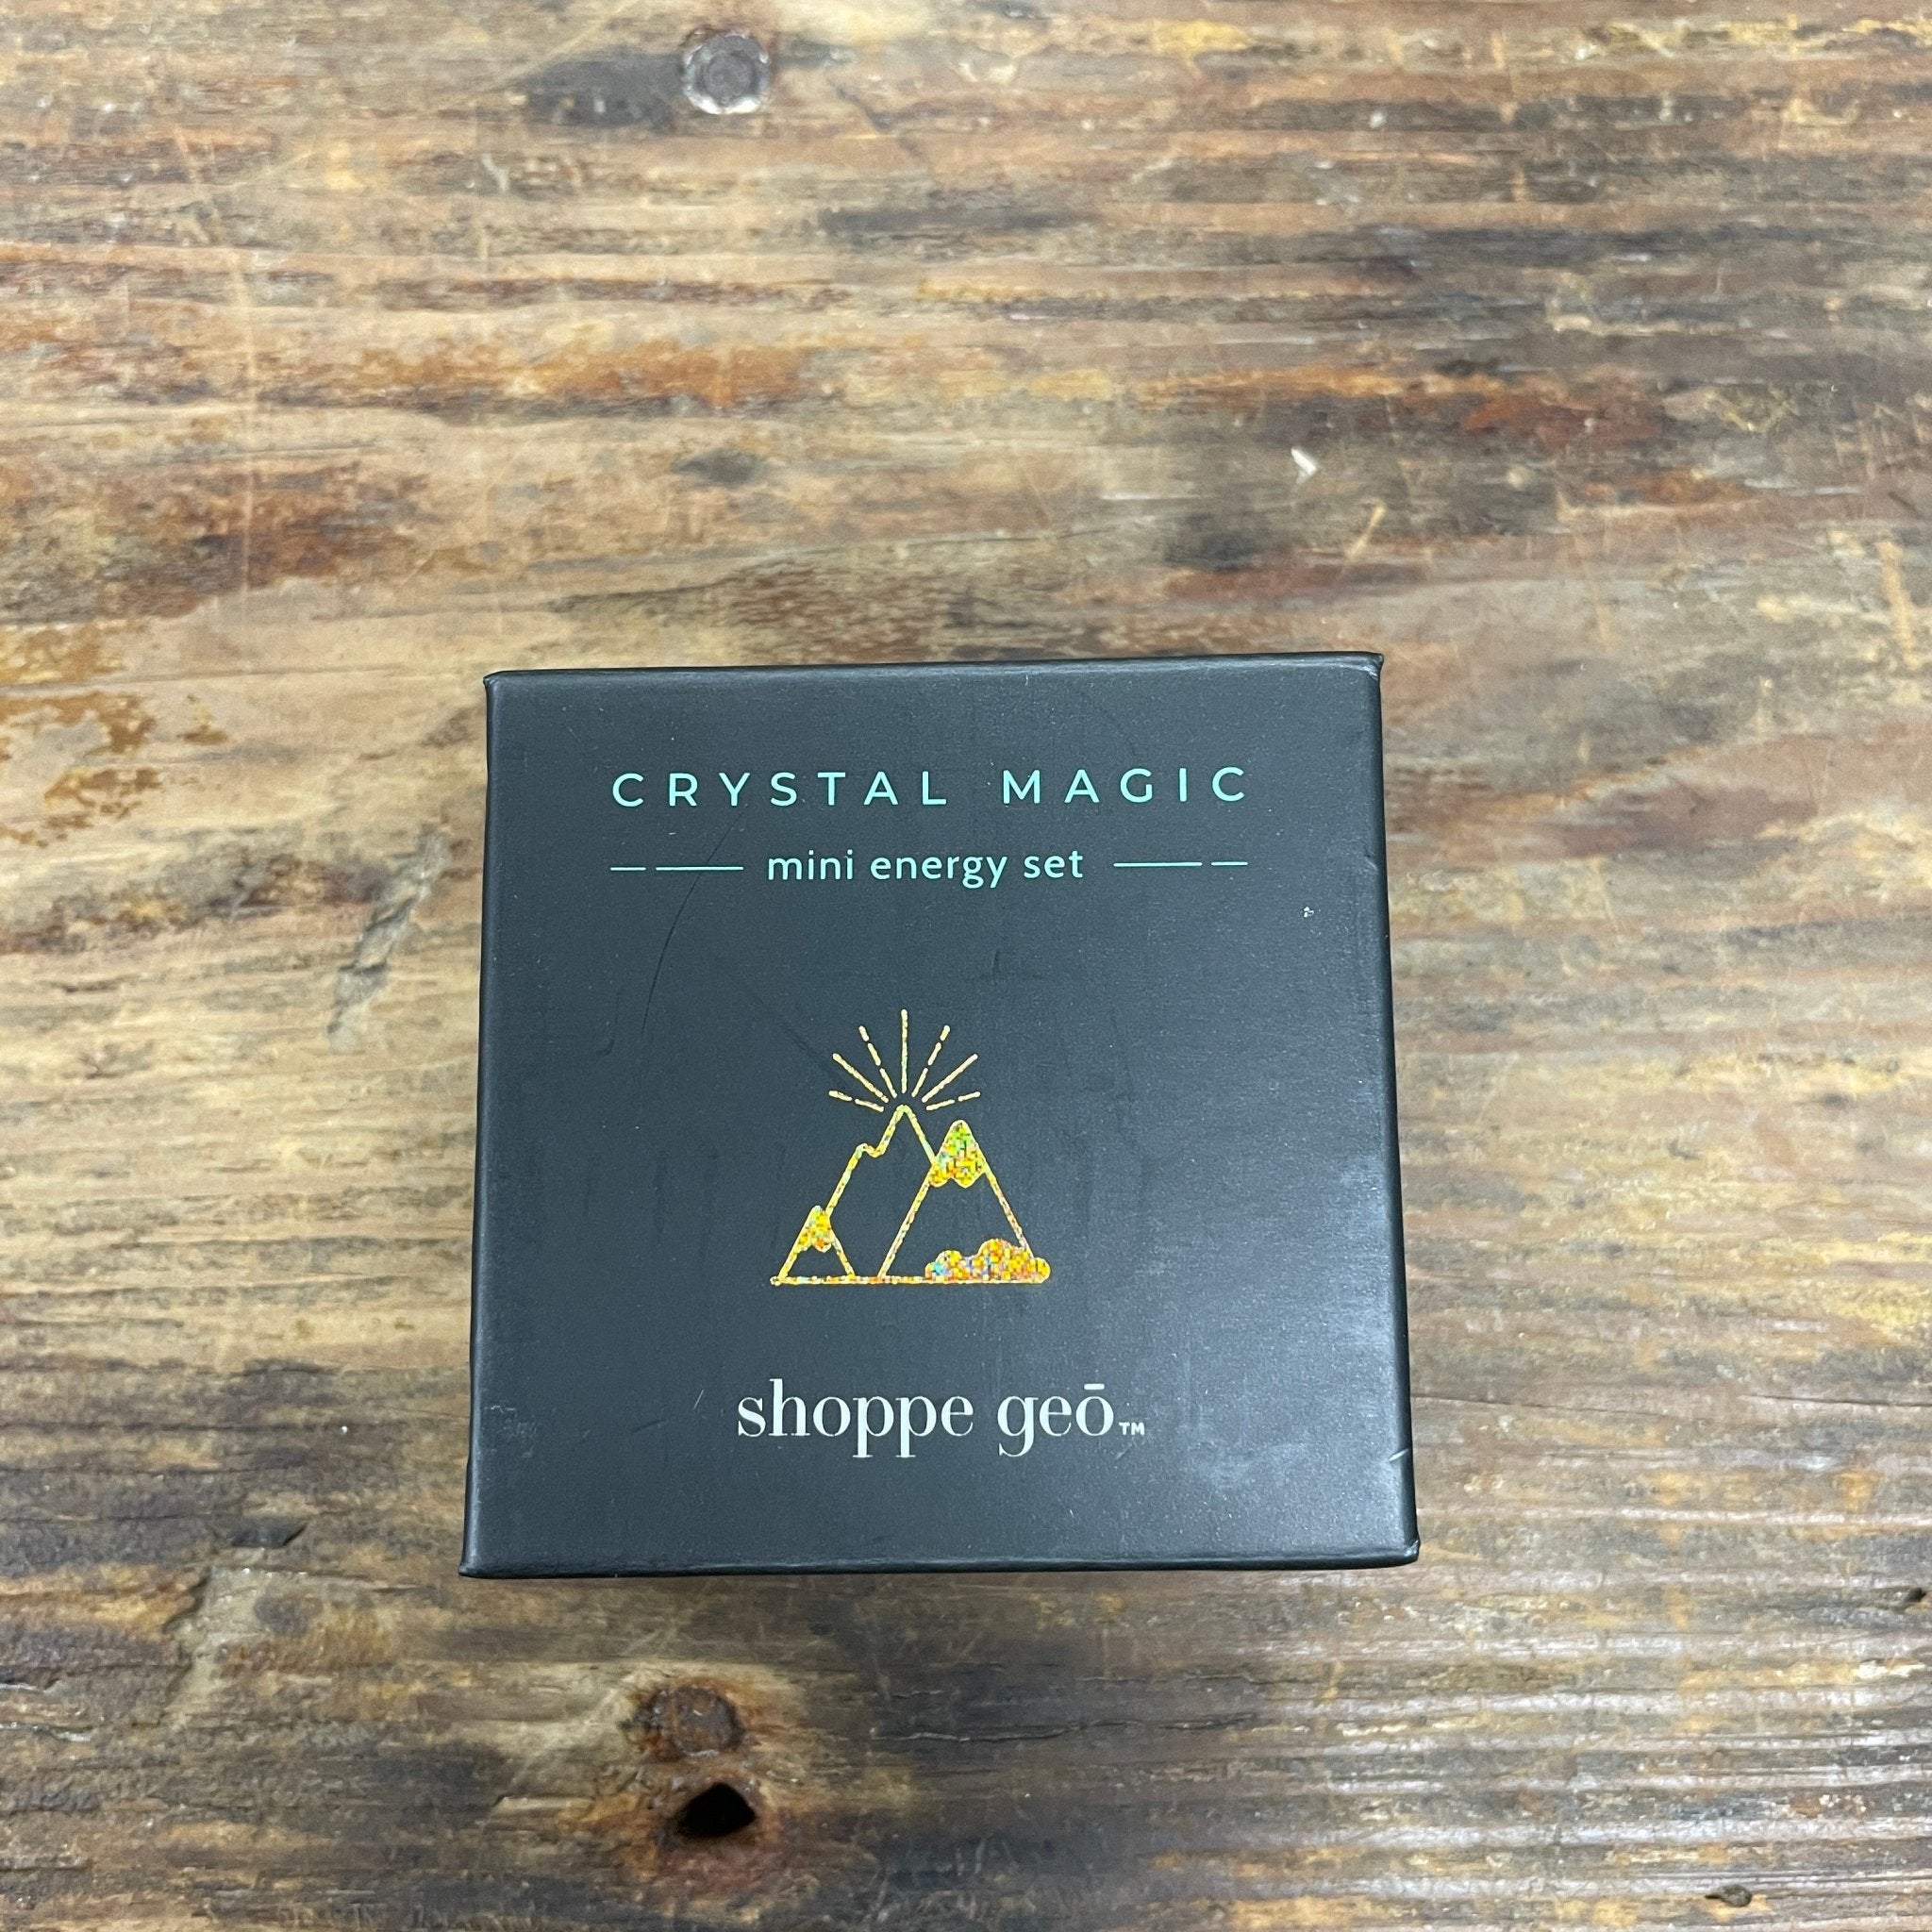 CRYSTAL MAGIC
mini energy set
shoppe geō™